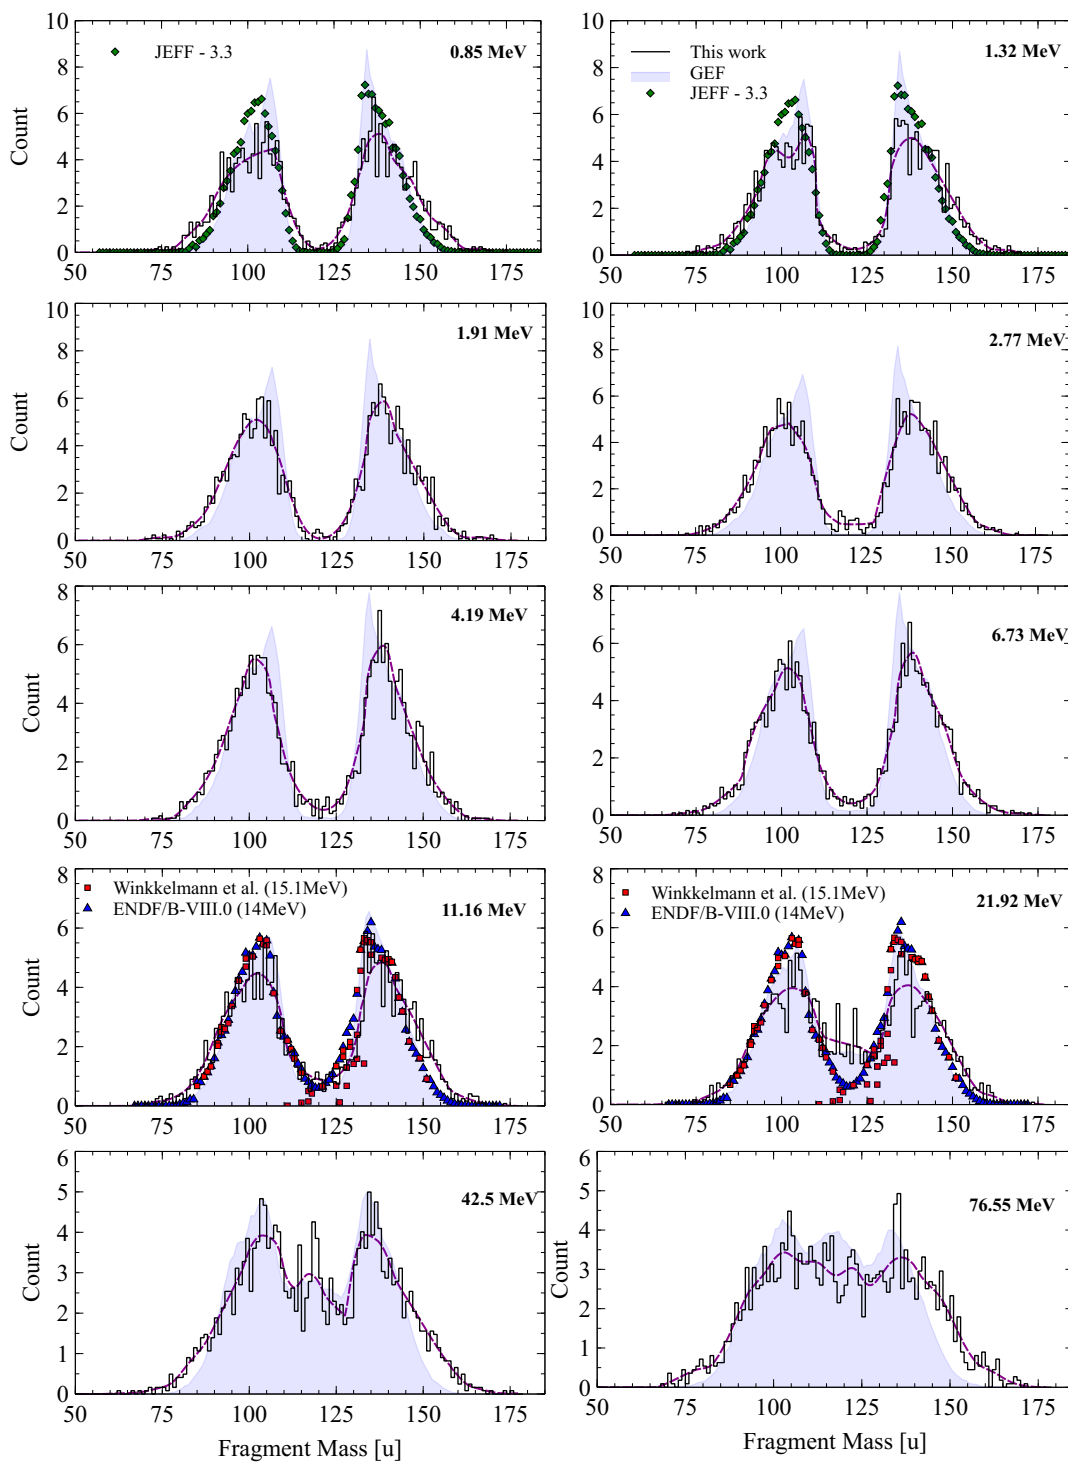 10
8
6
4
2
0
Count
JEFF - 3.3
0.85 MeV
50 75 100 125 150 175
10
8
6
4
2
0
This work
GEF
JEFF - 3.3
1.32 MeV
50 75 100 125 150 175
10
8
6
4
2
0
Count
1.91 MeV
50 75 100 125 150 175
10
8
6
4
2
0
2.77 MeV
50 75 100 125 150 175
8
6
4
2
0
Count
4.19 MeV
50 75 100 125 150 175
8
6
4
2
0
6.73 MeV
50 75 100 125 150 175
8
6
4
2
0
Count
Winkkelmann et al. (15.1MeV)
ENDF/B-VIII.0 (14MeV)
11.16 MeV
50 75 100 125 150 175
8
6
4
2
0
Winkkelmann et al. (15.1MeV)
ENDF/B-VIII.0 (14MeV)
21.92 MeV
50 75 100 125 150 175
6
5
4
3
2
1
0
Count
42.5 MeV
50 75 100 125 150 175
Fragment Mass [u]
6
5
4
3
2
1
0
Count
76.55 MeV
50 75 100 125 150 175
Fragment Mass [u]